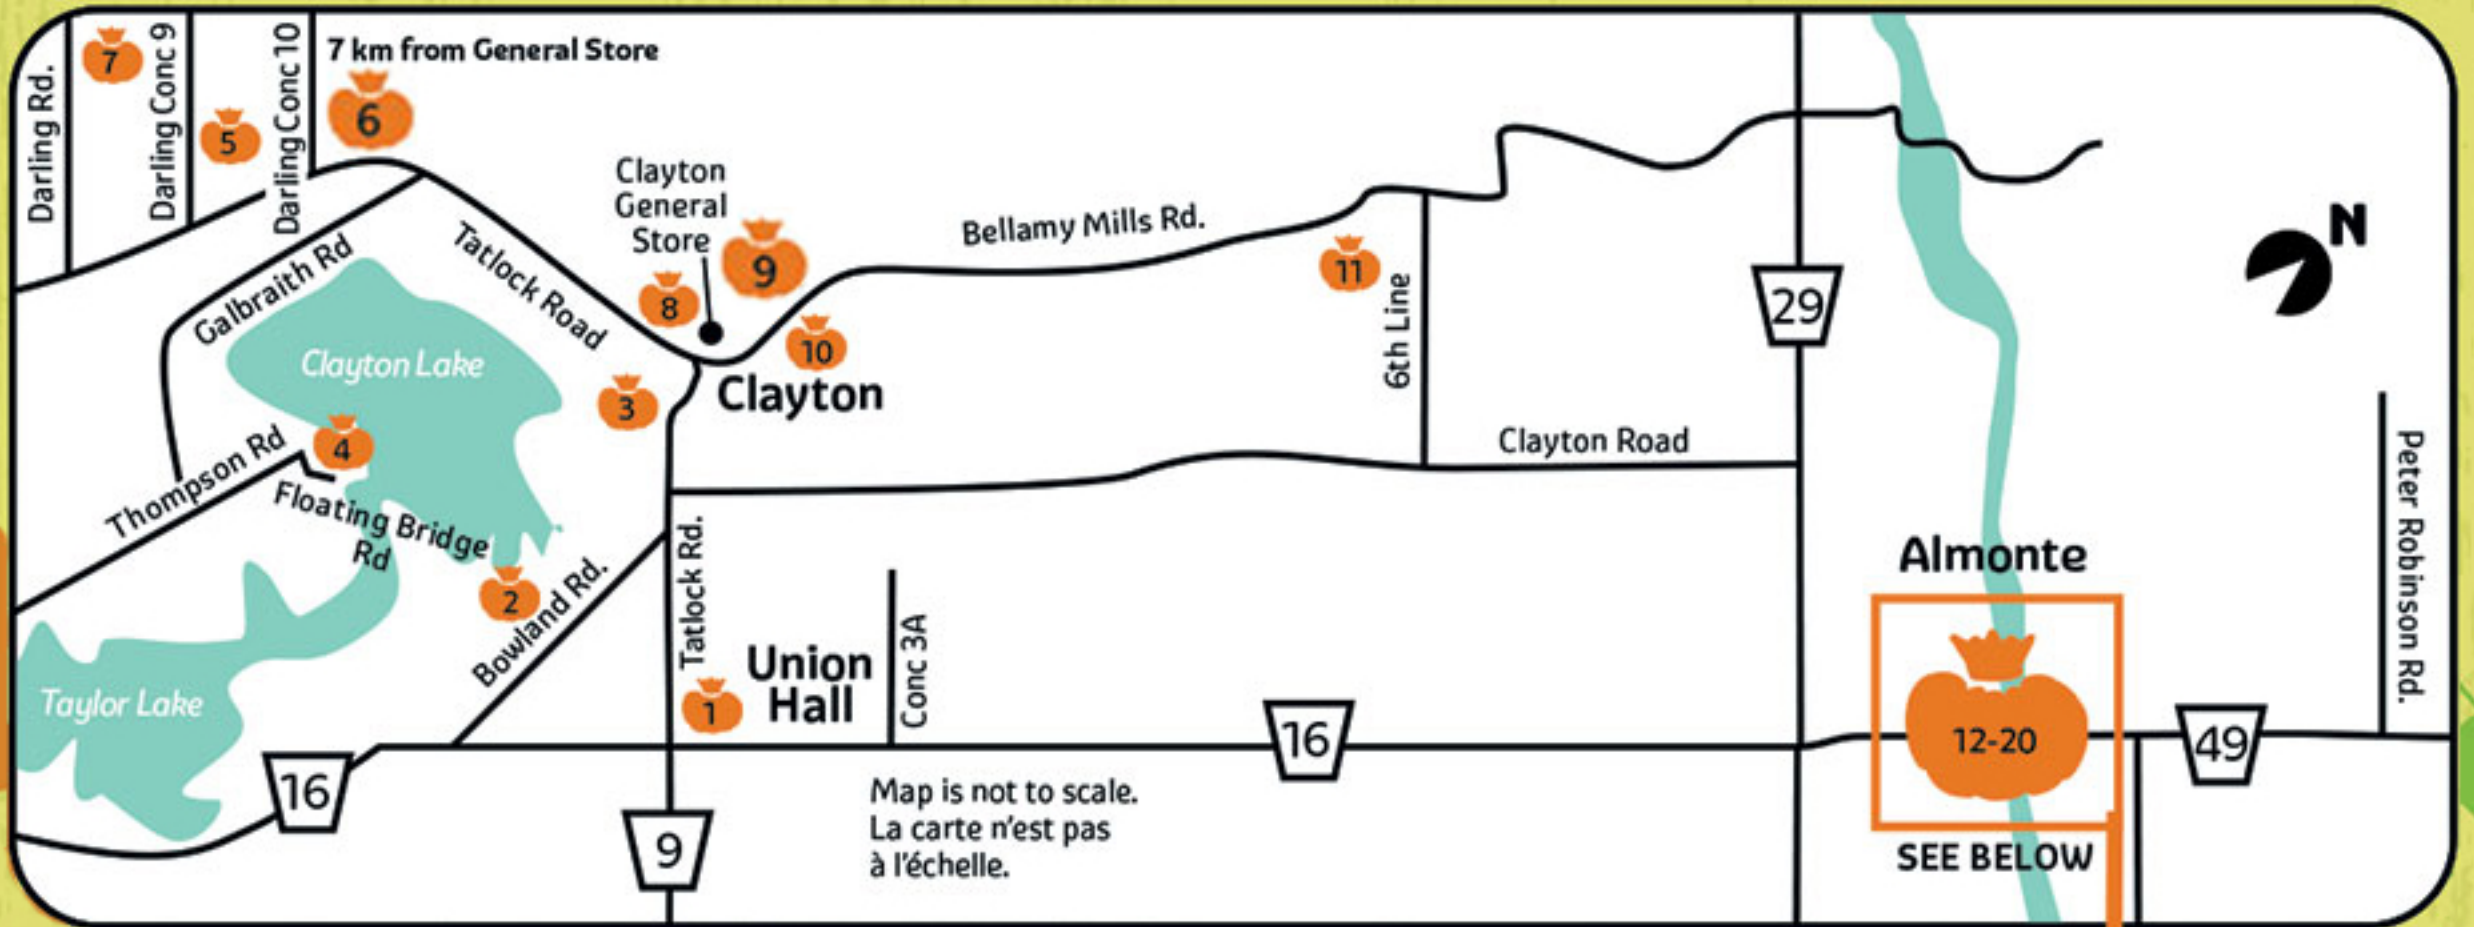 7
Darling Rd.
Darling Conc 9
5
Darling Conc 10
7 km from General Store
6
Clayton
General
Store
9
8
10
Bellamy Mills Rd.
11
6th Line
29
N
Galbraith Rd
Tatlock Road
Clayton Lake
3
Clayton
4
Thompson Rd
Floating Bridge
Rd
2
Bowland Rd.
Clayton Road
Tatlock Rd.
1
Union
Hall
Conc 3A
Almonte
12-20
Peter Robinson Rd.
Taylor Lake
16
16
49
9
Map is not to scale.
La carte n'est pas
à l'échelle.
SEE BELOW